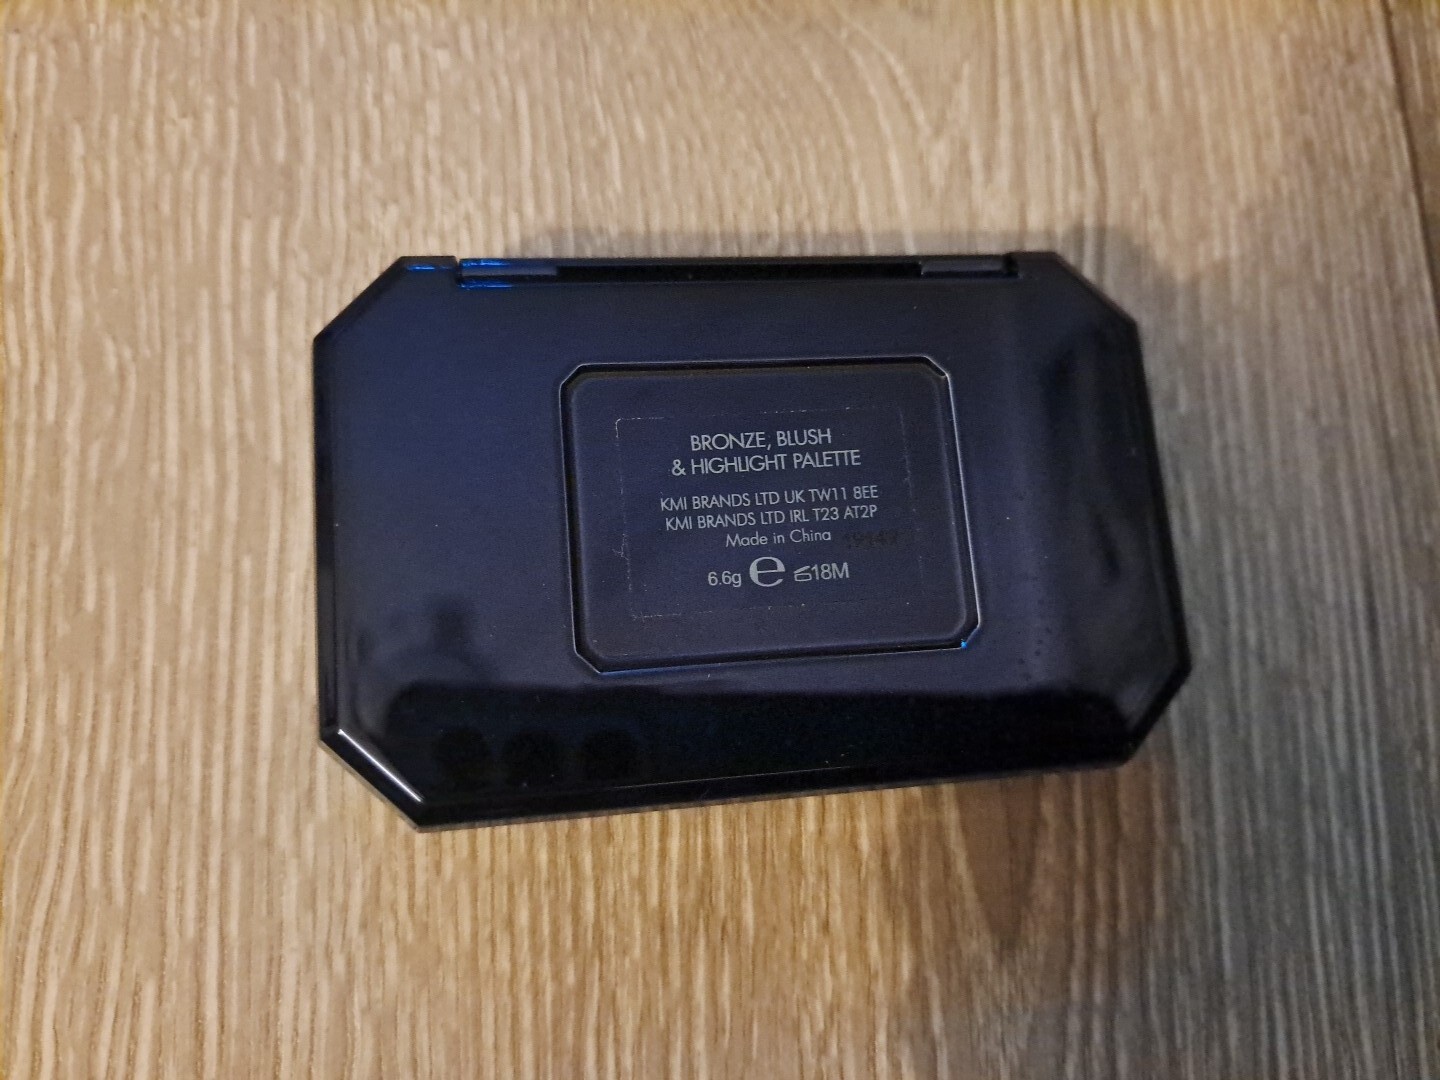 BRONZE, BLUSH
& HIGHLIGHT PALETTE
KMI BRANDS LTD UK TW11 8EE
KMI BRANDS LTD IRL T23 AT2P
Made in China 19147
6.6g e 18M